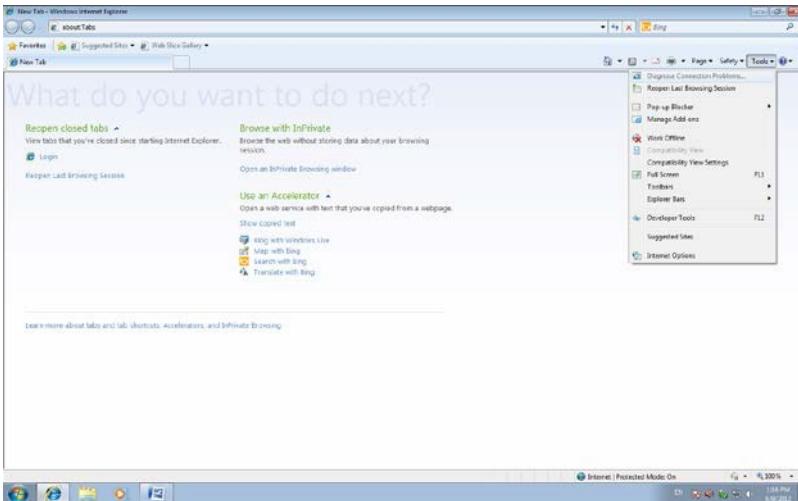 New Tab - Windows Internet Explorer
about:Tabs
Bing
Favorites Suggested Sites Web Slice Gallery
New Tab
Page Safety Tools
What do you want to do next?
Reopen closed tabs
View tabs that you've closed since starting Internet Explorer.
Login
Reopen Last Browsing Session
Browse with InPrivate
Browse the web without storing data about your browsing
session.
Open an InPrivate Browsing window
Use an Accelerator
Open a web service with text that you've copied from a webpage.
Show copied text
Blog with Windows Live
Map with Bing
Search with Bing
Translate with Bing
Learn more about tabs and tab shortcuts, Accelerators, and InPrivate Browsing
Diagnose Connection Problems...
Reopen Last Browsing Session
Pop-up Blocker
Manage Add-ons
Work Offline
Compatibility View
Compatibility View Settings
Full Screen F11
Toolbars
Explorer Bars
Developer Tools F12
Suggested Sites
Internet Options
Internet | Protected Mode: On 100%
EN 1:58 PM